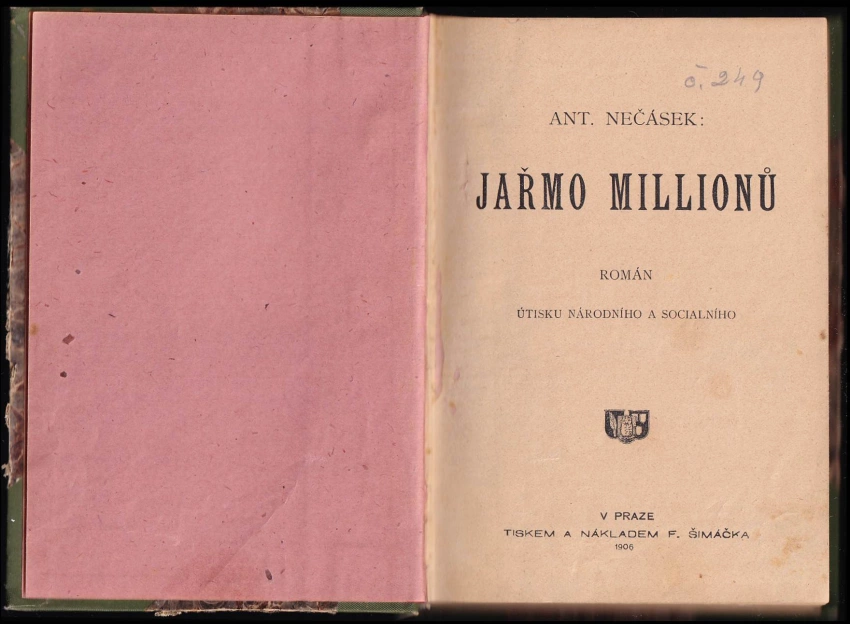 č. 249
ANT. NEČÁSEK:
JAŘMO MILLIONŮ
ROMÁN
ÚTISKU NÁRODNÍHO A SOCIALNÍHO
V PRAZE
TISKEM A NÁKLADEM F. ŠIMÁČKA
1906